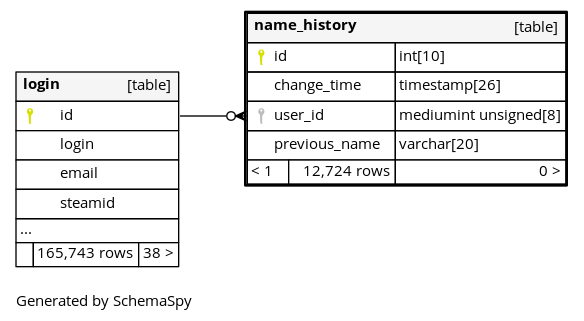 name_history [table]
id int[10]
change_time timestamp[26]
user_id mediumint unsigned[8]
previous_name varchar[20]
< 1 12,724 rows 0 >
login [table]
id
login
email
steamid
...
165,743 rows 38 >
Generated by SchemaSpy